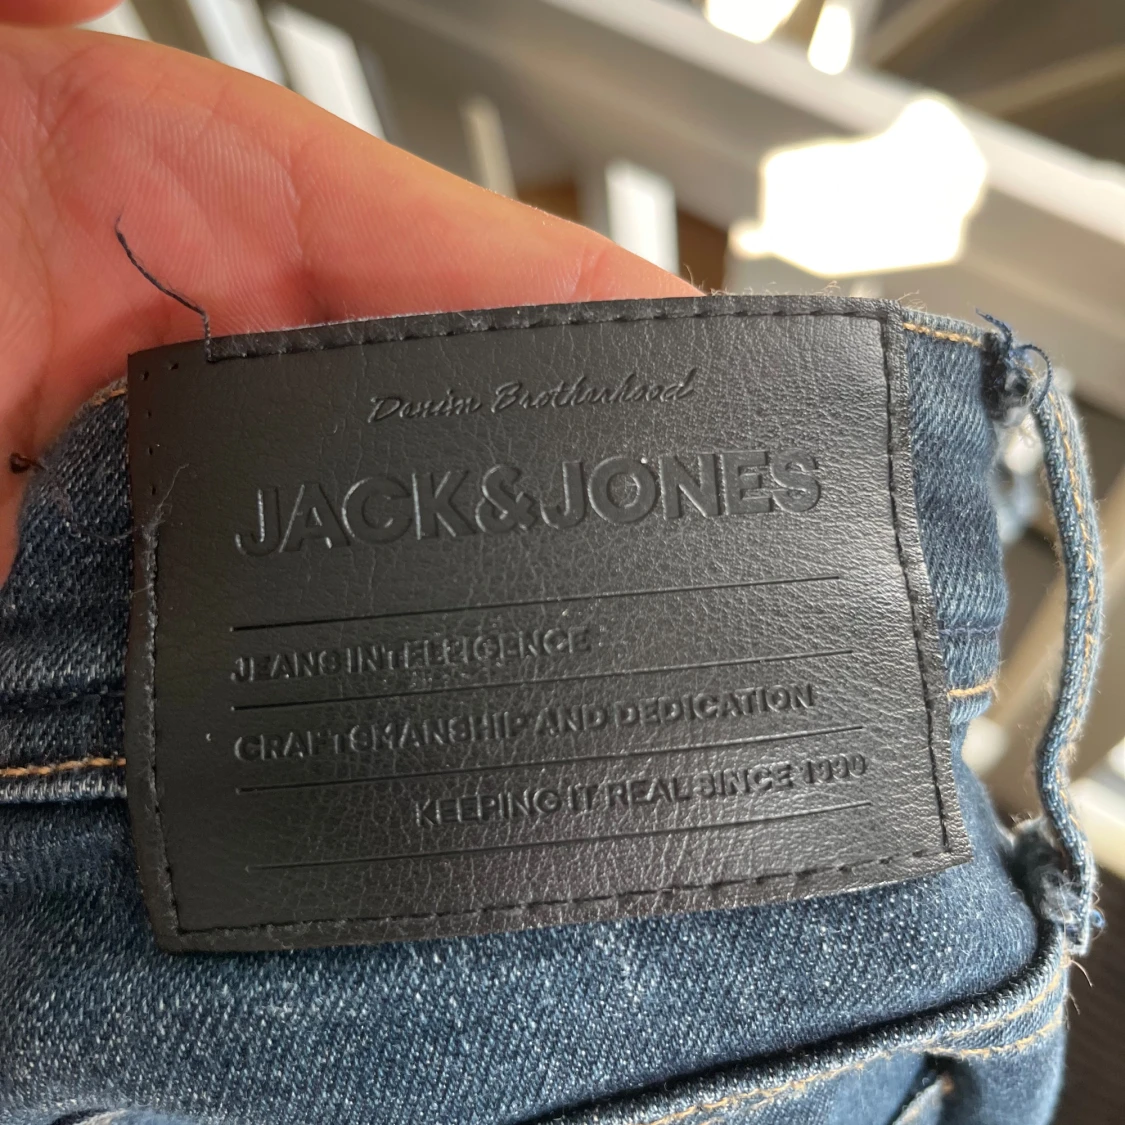 Denim Brotherhood
JACK&JONES
JEANS INTELLIGENCE
CRAFTSMANSHIP AND DEDICATION
KEEPING IT REAL SINCE 1990